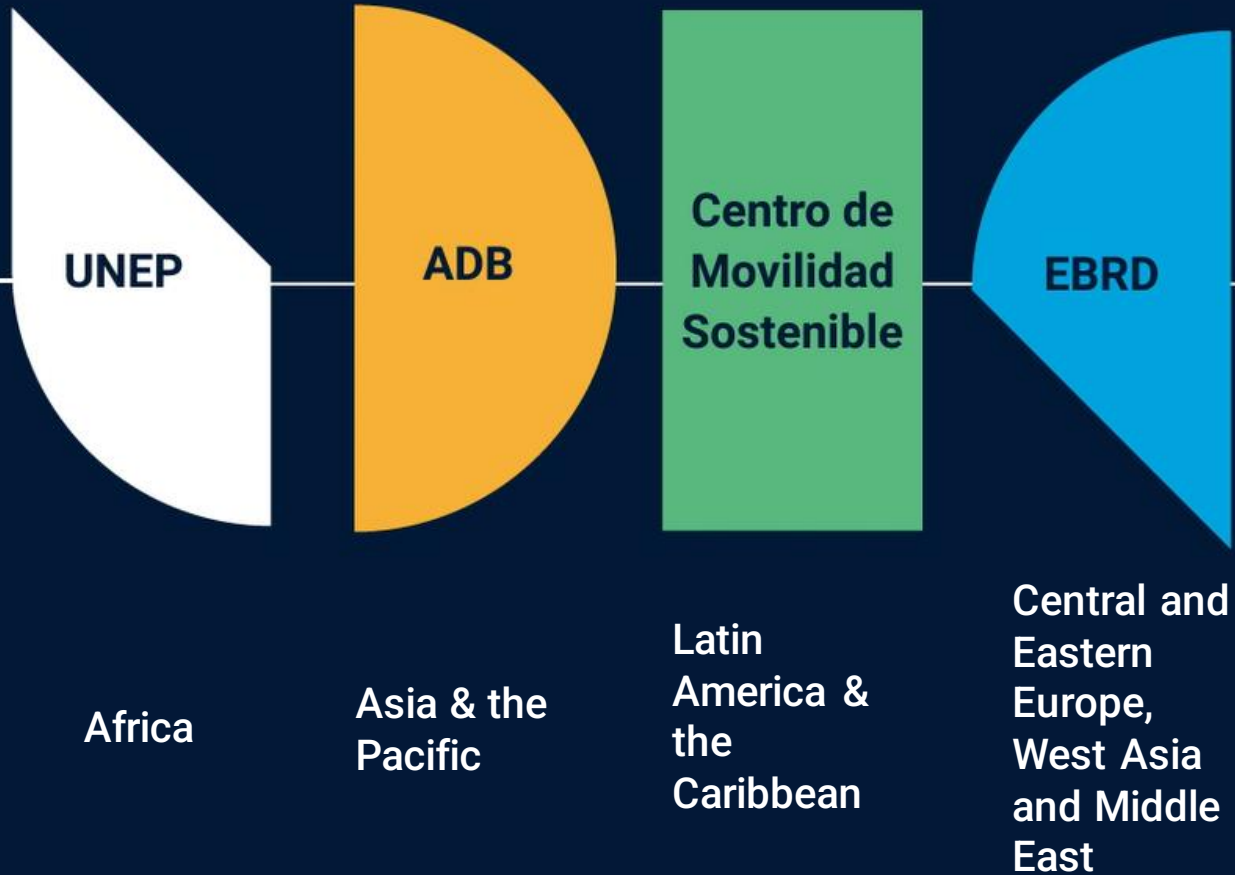 UNEP
ADB
Centro de
Movilidad
Sostenible
EBRD
Africa
Asia & the
Pacific
Latin
America &
the
Caribbean
Central and
Eastern
Europe,
West Asia
and Middle
East